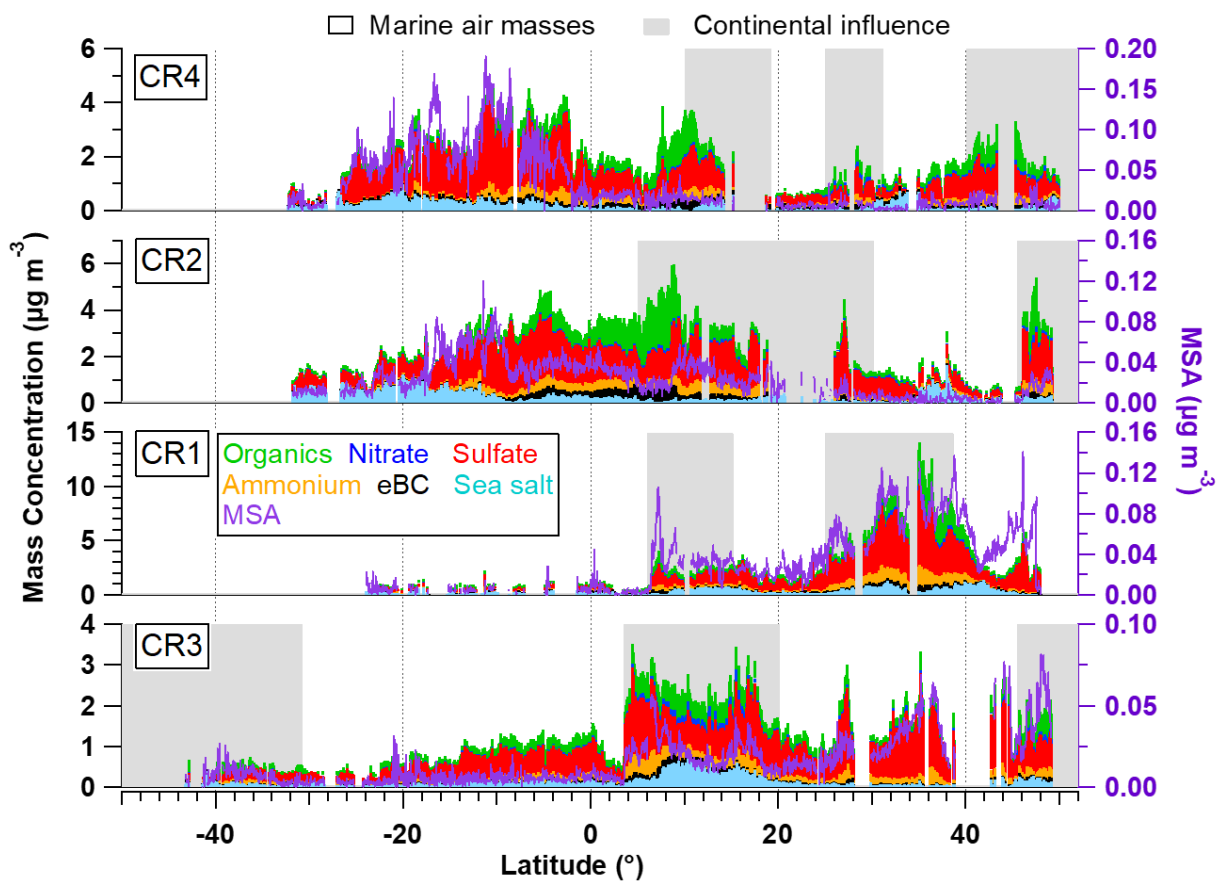 Marine air masses Continental influence
CR4
6
4
2
0
0.20
0.15
0.10
0.05
0.00
CR2
6
4
2
0
0.16
0.12
0.08
0.04
0.00
CR1
15
10
5
0
0.16
0.12
0.08
0.04
0.00
Organics Nitrate Sulfate
Ammonium eBC Sea salt
MSA
CR3
4
3
2
1
0
0.10
0.05
0.00
Mass Concentration (µg m⁻³)
MSA (µg m⁻³)
-40 -20 0 20 40
Latitude (°)